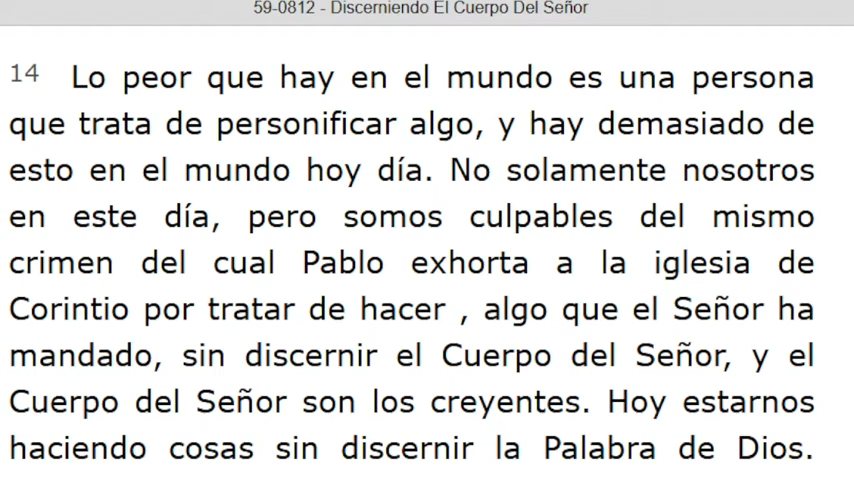 59-0812 - Discerniendo El Cuerpo Del Señor
14 Lo peor que hay en el mundo es una persona
que trata de personificar algo, y hay demasiado de
esto en el mundo hoy día. No solamente nosotros
en este día, pero somos culpables del mismo
crimen del cual Pablo exhorta a la iglesia de
Corintio por tratar de hacer , algo que el Señor ha
mandado, sin discernir el Cuerpo del Señor, y el
Cuerpo del Señor son los creyentes. Hoy estarnos
haciendo cosas sin discernir la Palabra de Dios.